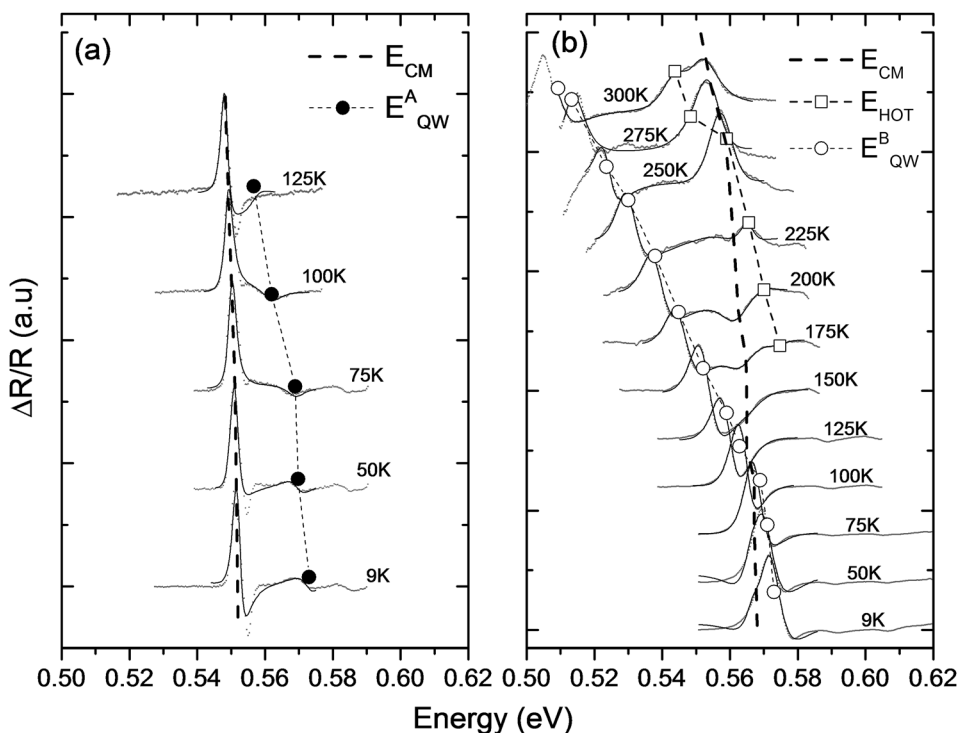 (a)
E_CM
E^A_QW
125K
100K
75K
50K
9K
0.50 0.52 0.54 0.56 0.58 0.60 0.62
(b)
E_CM
E_HOT
E^B_QW
300K
275K
250K
225K
200K
175K
150K
125K
100K
75K
50K
9K
0.52 0.54 0.56 0.58 0.60 0.62
ΔR/R (a.u)
Energy (eV)